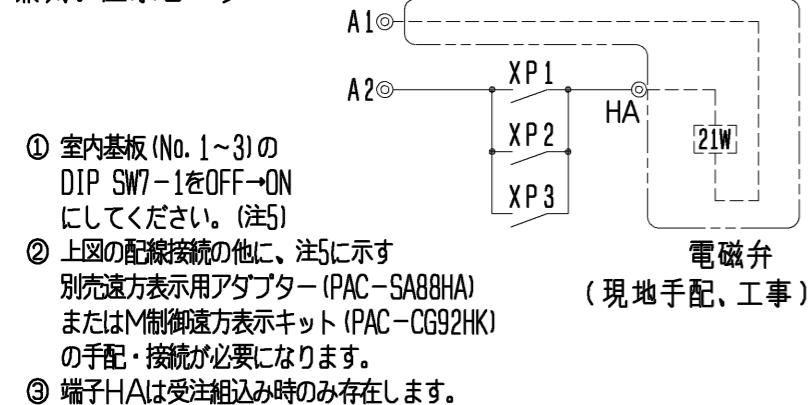 A1
A2
XP1
HA
XP2
21W
XP3
電磁弁
(現地手配、工事)
① 室内基板(No. 1~3)の
DIP SW7-1をOFF→ON
にしてください。(注5)
② 上図の配線接続の他に、注5に示す
別売遠方表示用アダプター(PAC-SA88HA)
またはM制御遠方表示キット(PAC-CG92HK)
の手配・接続が必要になります。
③ 端子HAは受注組込み時のみ存在します。